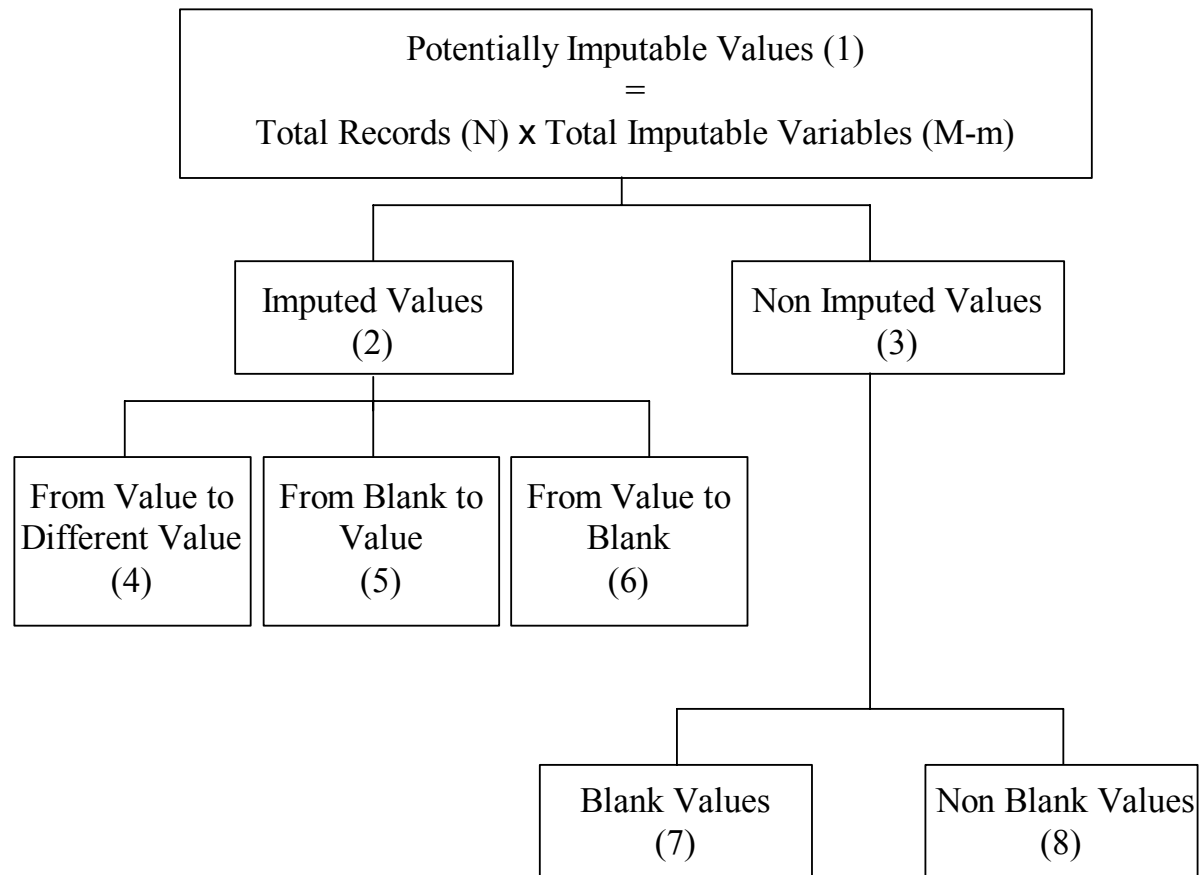 Potentially Imputable Values (1)
=
Total Records (N) x Total Imputable Variables (M-m)
Imputed Values
(2)
Non Imputed Values
(3)
From Value to
Different Value
(4)
From Blank to
Value
(5)
From Value to
Blank
(6)
Blank Values
(7)
Non Blank Values
(8)